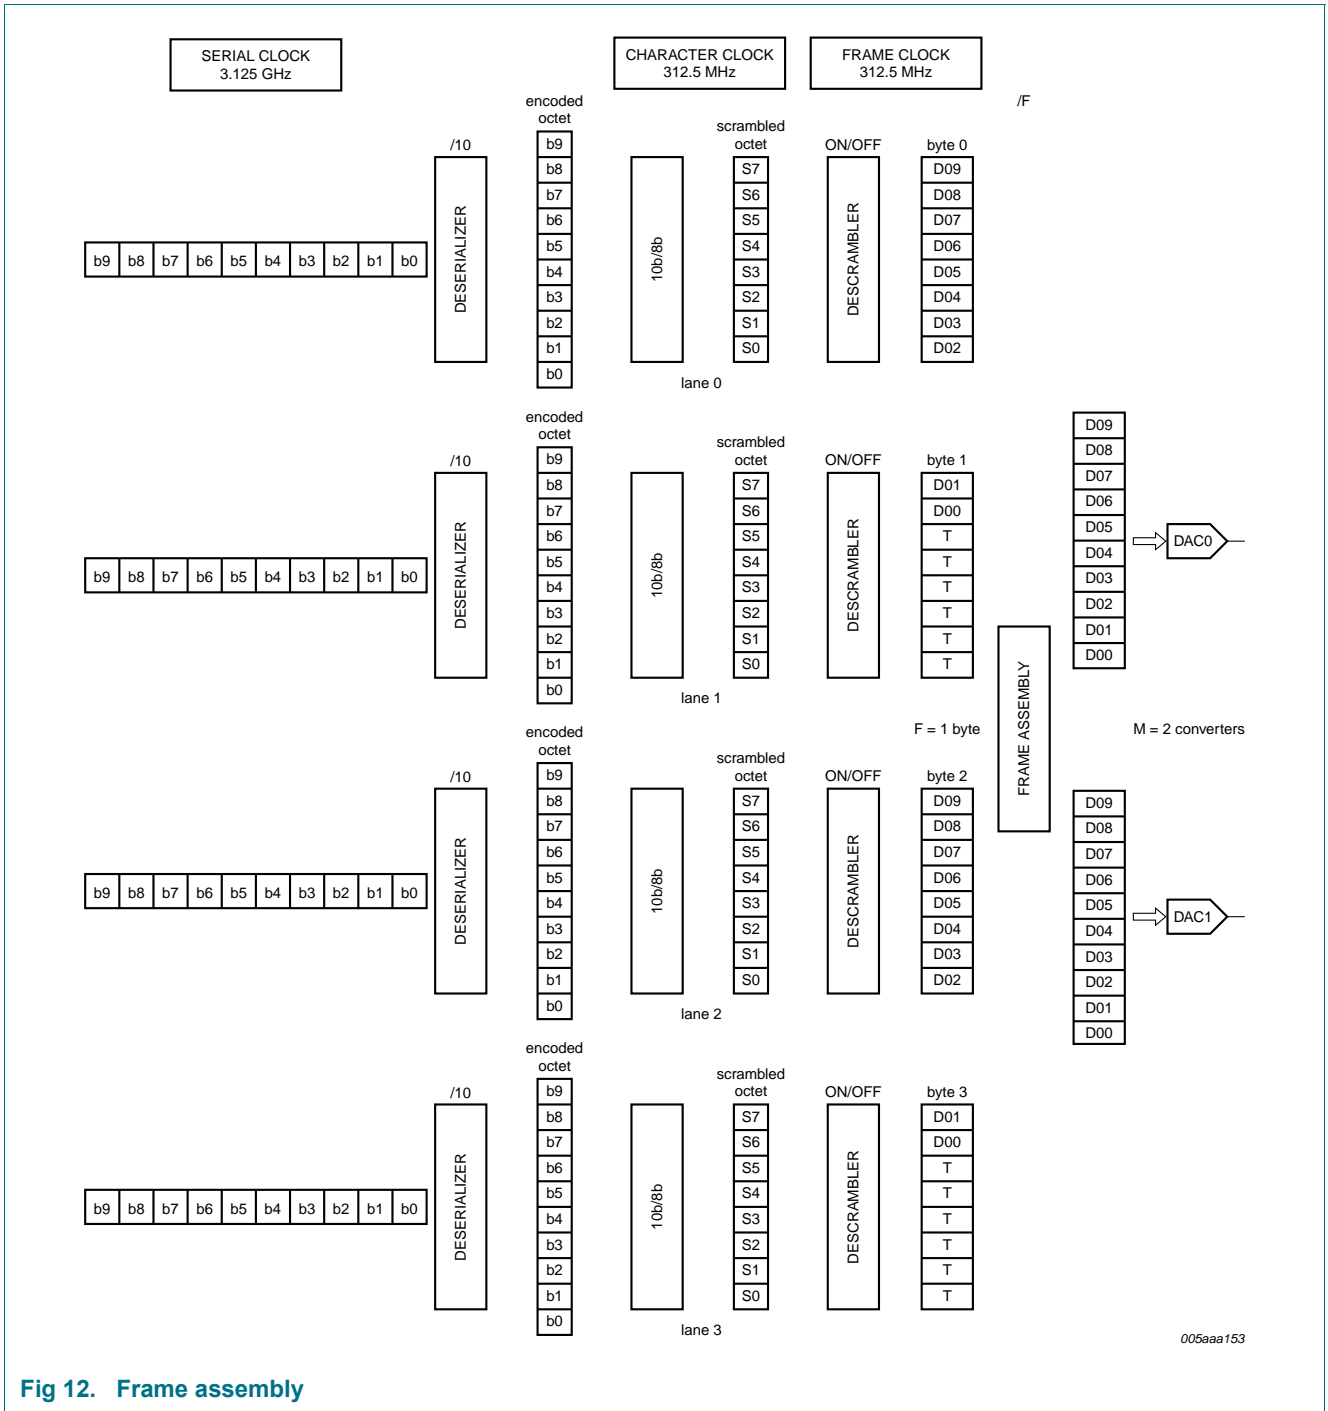 SERIAL CLOCK
3.125 GHz
CHARACTER CLOCK
312.5 MHz
FRAME CLOCK
312.5 MHz
/F
encoded
octet
/10
b9
b8
b7
b6
b5
b4
b3
b2
b1
b0
b9 b8 b7 b6 b5 b4 b3 b2 b1 b0
DESERIALIZER
10b/8b
scrambled
octet
S7
S6
S5
S4
S3
S2
S1
S0
ON/OFF
DESCRAMBLER
byte 0
D09
D08
D07
D06
D05
D04
D03
D02
lane 0
encoded
octet
/10
b9
b8
b7
b6
b5
b4
b3
b2
b1
b0
b9 b8 b7 b6 b5 b4 b3 b2 b1 b0
DESERIALIZER
10b/8b
scrambled
octet
S7
S6
S5
S4
S3
S2
S1
S0
ON/OFF
DESCRAMBLER
byte 1
D01
D00
T
T
T
T
T
T
lane 1
D09
D08
D07
D06
D05
D04
D03
D02
D01
D00
DAC0
F = 1 byte
FRAME ASSEMBLY
M = 2 converters
encoded
octet
/10
b9
b8
b7
b6
b5
b4
b3
b2
b1
b0
b9 b8 b7 b6 b5 b4 b3 b2 b1 b0
DESERIALIZER
10b/8b
scrambled
octet
S7
S6
S5
S4
S3
S2
S1
S0
ON/OFF
DESCRAMBLER
byte 2
D09
D08
D07
D06
D05
D04
D03
D02
lane 2
D09
D08
D07
D06
D05
D04
D03
D02
D01
D00
DAC1
encoded
octet
/10
b9
b8
b7
b6
b5
b4
b3
b2
b1
b0
b9 b8 b7 b6 b5 b4 b3 b2 b1 b0
DESERIALIZER
10b/8b
scrambled
octet
S7
S6
S5
S4
S3
S2
S1
S0
ON/OFF
DESCRAMBLER
byte 3
D01
D00
T
T
T
T
T
T
lane 3
005aaa153
Fig 12. Frame assembly